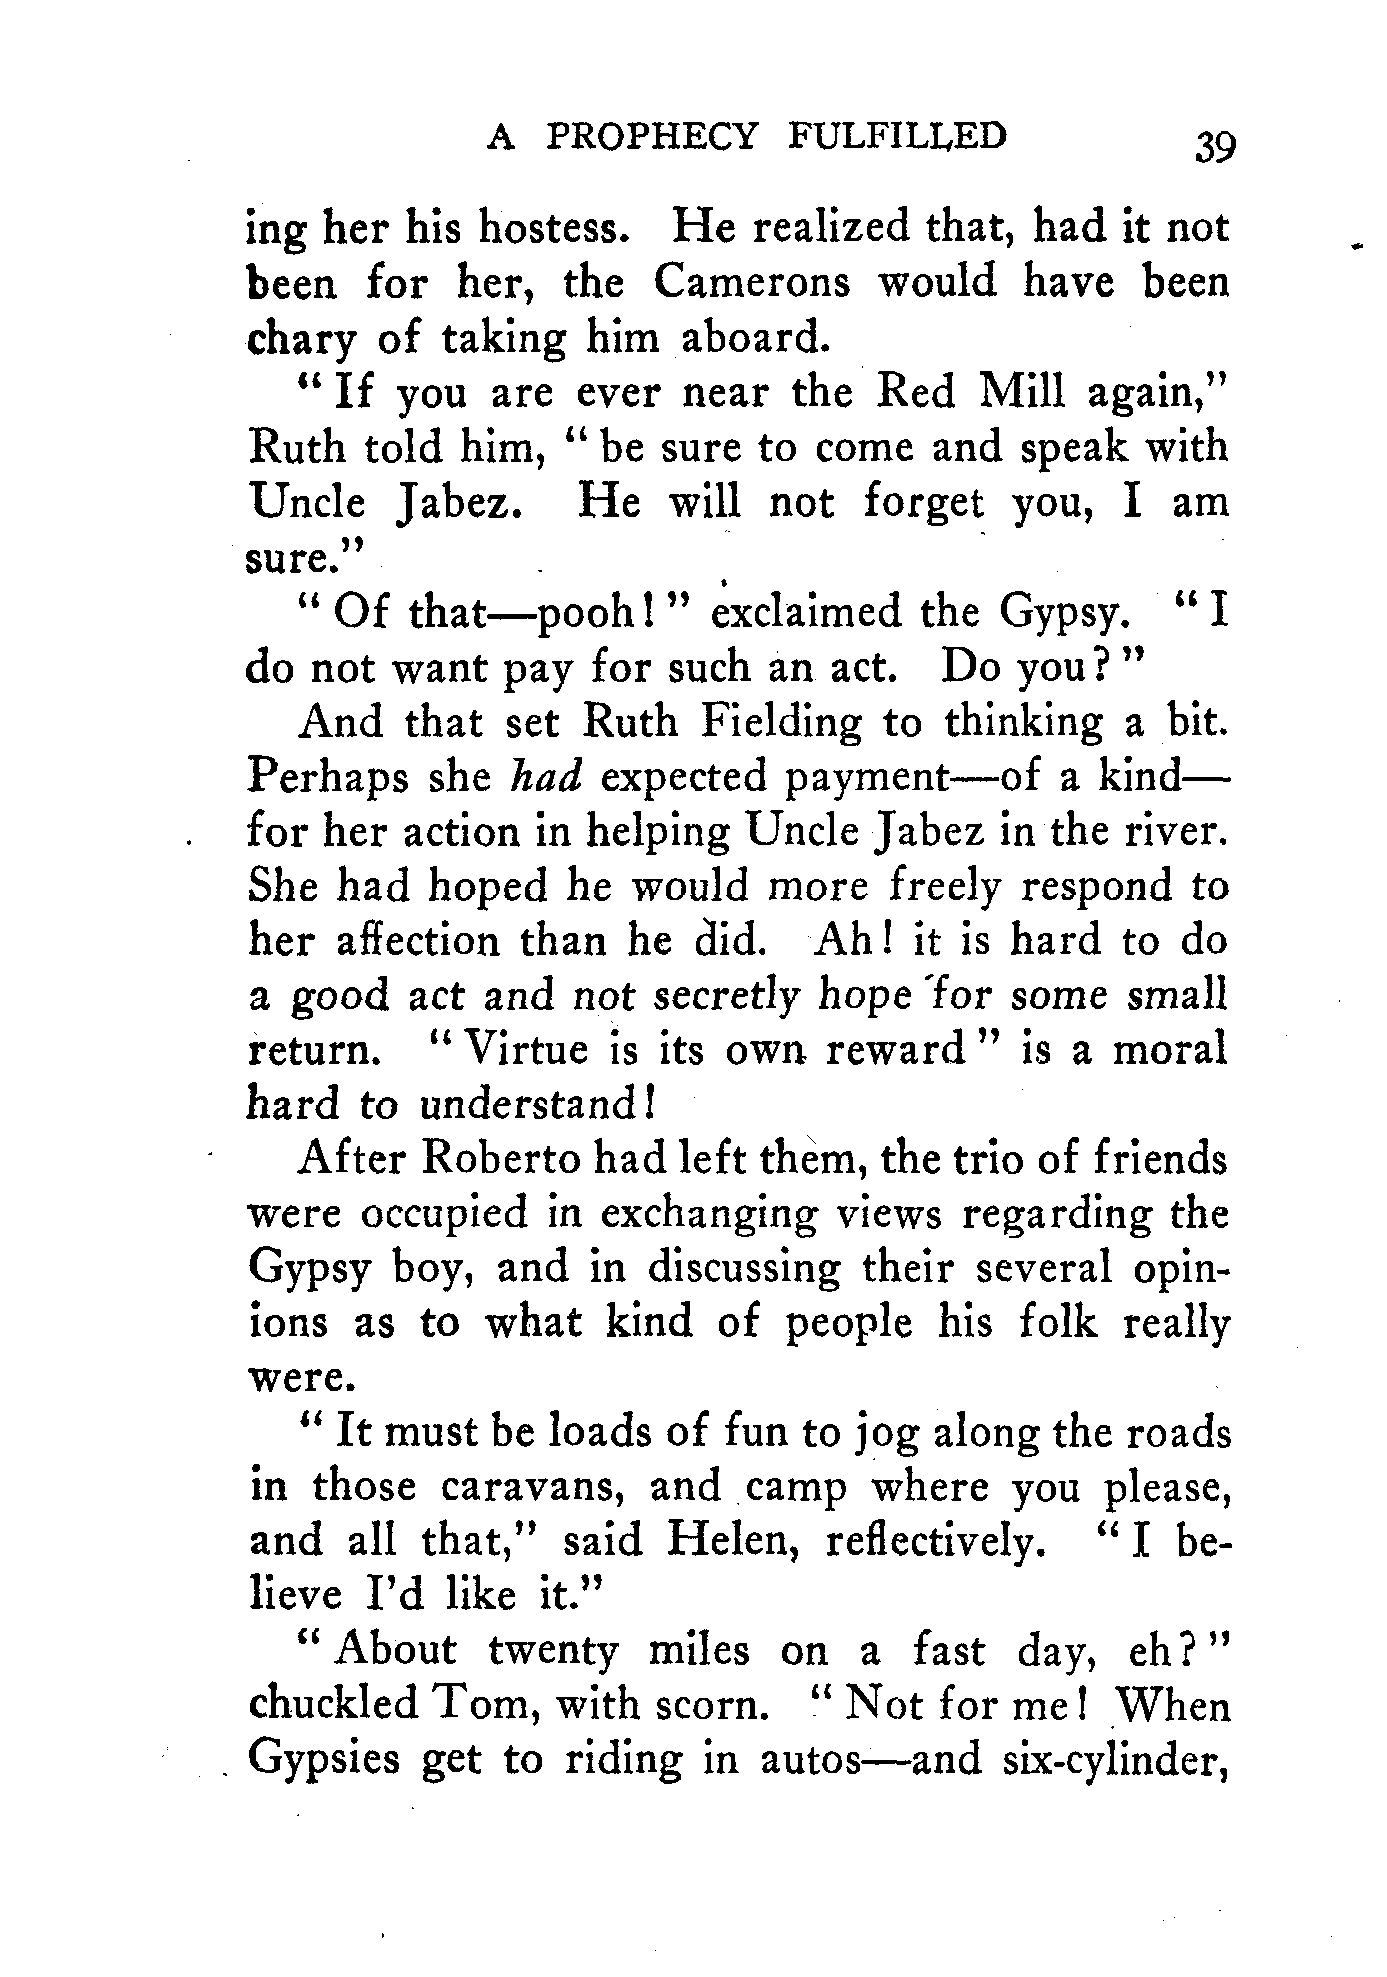 A PROPHECY FULFILLED 39
ing her his hostess. He realized that, had it not
been for her, the Camerons would have been
chary of taking him aboard.
" If you are ever near the Red Mill again,"
Ruth told him, " be sure to come and speak with
Uncle Jabez. He will not forget you, I am
sure."
" Of that—pooh! " exclaimed the Gypsy. " I
do not want pay for such an act. Do you? "
And that set Ruth Fielding to thinking a bit.
Perhaps she had expected payment—of a kind—
for her action in helping Uncle Jabez in the river.
She had hoped he would more freely respond to
her affection than he did. Ah! it is hard to do
a good act and not secretly hope for some small
return. " Virtue is its own reward " is a moral
hard to understand!
After Roberto had left them, the trio of friends
were occupied in exchanging views regarding the
Gypsy boy, and in discussing their several opin-
ions as to what kind of people his folk really
were.
" It must be loads of fun to jog along the roads
in those caravans, and camp where you please,
and all that," said Helen, reflectively. " I be-
lieve I'd like it."
" About twenty miles on a fast day, eh? "
chuckled Tom, with scorn. " Not for me! When
Gypsies get to riding in autos—and six-cylinder,